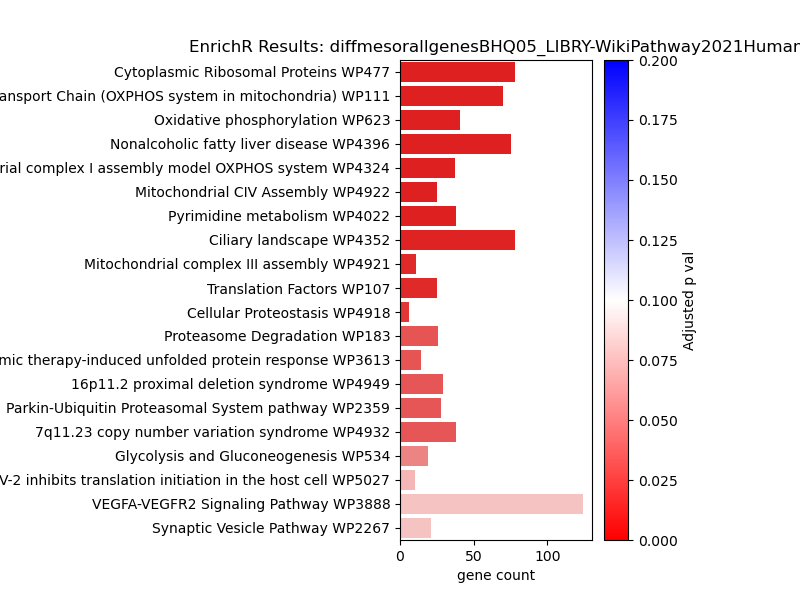 EnrichR Results: diffmesorallgenesBHQ05_LIBRY-WikiPathway2021Human
Cytoplasmic Ribosomal Proteins WP477
ansport Chain (OXPHOS system in mitochondria) WP111
Oxidative phosphorylation WP623
Nonalcoholic fatty liver disease WP4396
rial complex I assembly model OXPHOS system WP4324
Mitochondrial CIV Assembly WP4922
Pyrimidine metabolism WP4022
Ciliary landscape WP4352
Mitochondrial complex III assembly WP4921
Translation Factors WP107
Cellular Proteostasis WP4918
Proteasome Degradation WP183
mic therapy-induced unfolded protein response WP3613
16p11.2 proximal deletion syndrome WP4949
Parkin-Ubiquitin Proteasomal System pathway WP2359
7q11.23 copy number variation syndrome WP4932
Glycolysis and Gluconeogenesis WP534
V-2 inhibits translation initiation in the host cell WP5027
VEGFA-VEGFR2 Signaling Pathway WP3888
Synaptic Vesicle Pathway WP2267
0 50 100
gene count
0.200
0.175
0.150
0.125
0.100
0.075
0.050
0.025
0.000
Adjusted p val